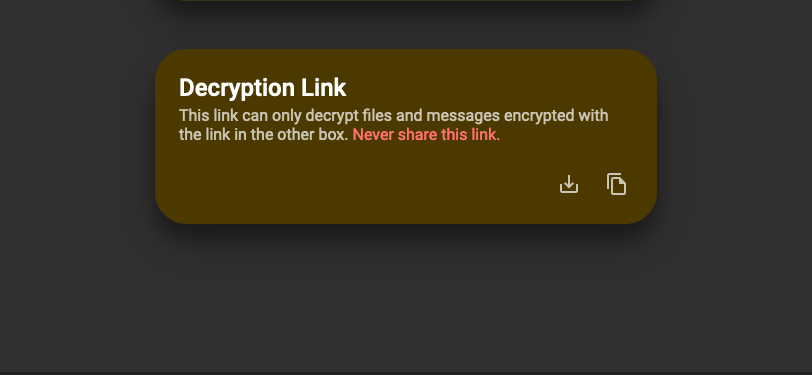 Decryption Link
This link can only decrypt files and messages encrypted with
the link in the other box. Never share this link.